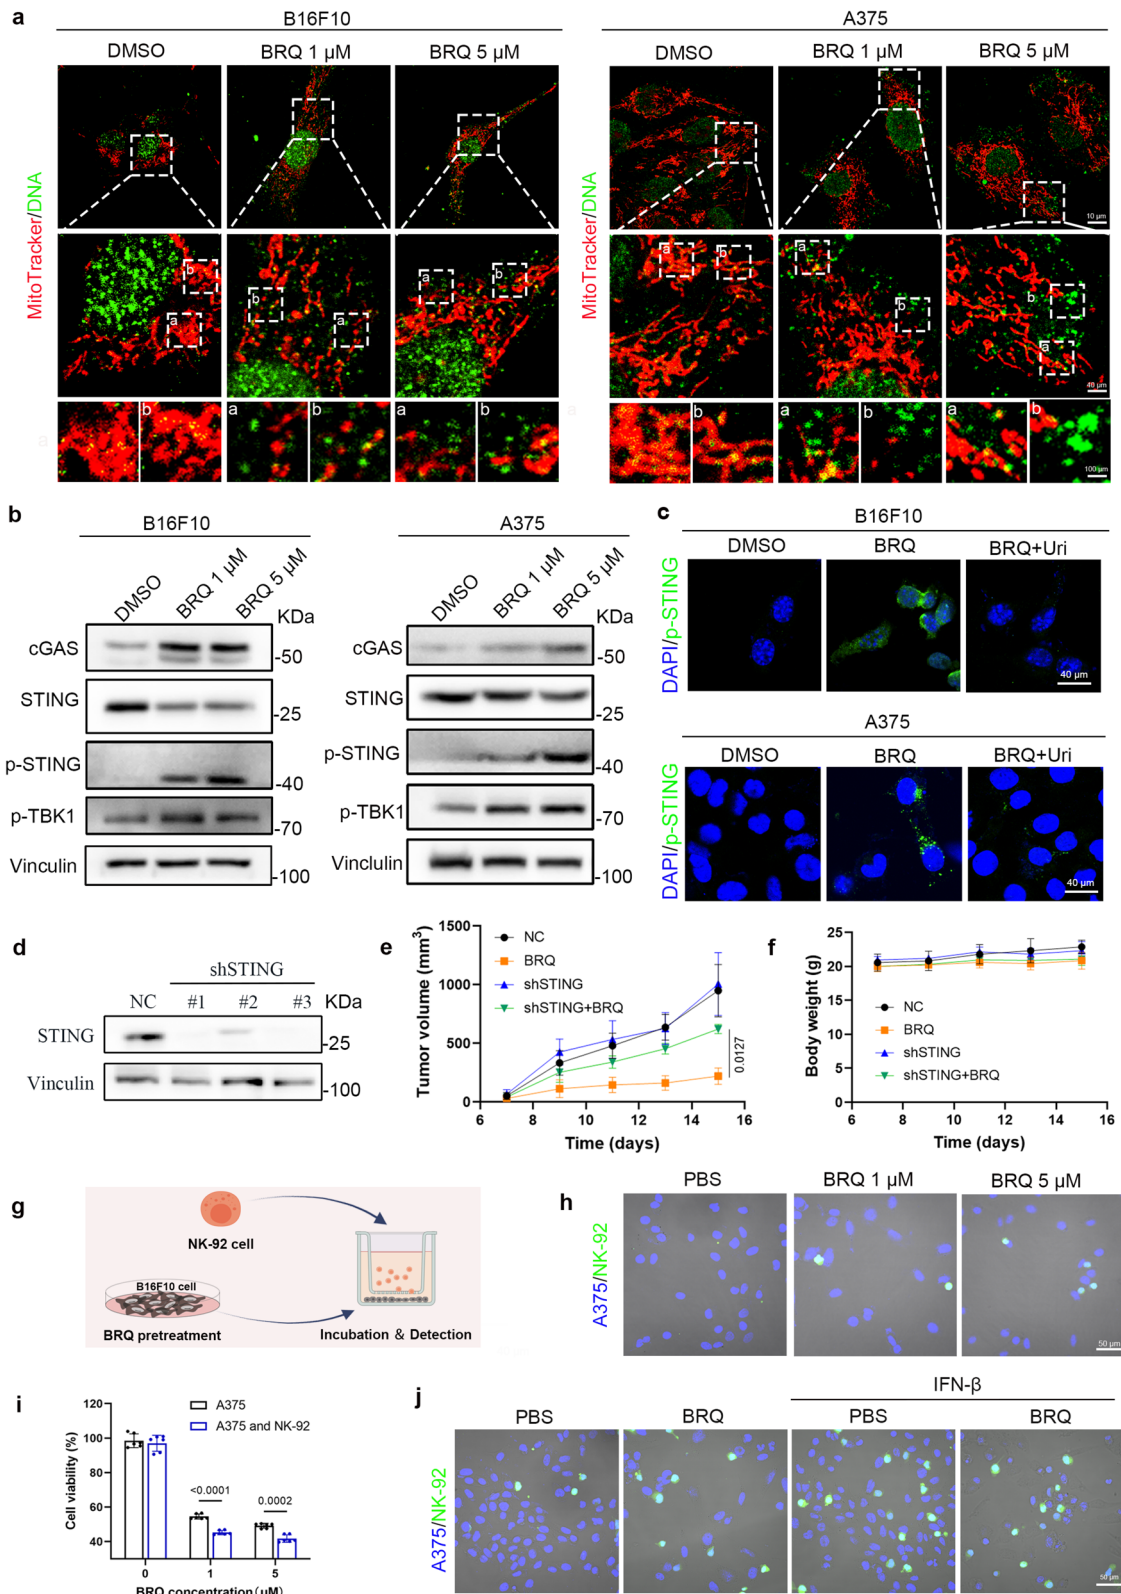 a
B16F10
A375
DMSO
BRQ 1 µM
BRQ 5 µM
DMSO
BRQ 1 µM
BRQ 5 µM
MitoTracker/DNA
MitoTracker/DNA
10 µm
b
a
b
a
a
b
a
b
a
b
b
a
40 µm
a
b
a
b
a
b
b
a
b
a
b
100 µm
b
B16F10
A375
DMSO
BRQ 1 µM
BRQ 5 µM
KDa
DMSO
BRQ 1 µM
BRQ 5 µM
KDa
cGAS
-50
cGAS
-50
STING
-25
STING
-25
p-STING
-40
p-STING
-40
p-TBK1
-70
p-TBK1
-70
Vinculin
-100
Vinclulin
-100
c
B16F10
DMSO
BRQ
BRQ+Uri
DAPI/p-STING
40 µm
A375
DMSO
BRQ
BRQ+Uri
DAPI/p-STING
40 µm
d
shSTING
NC
#1
#2
#3
KDa
STING
-25
Vinculin
-100
e
Tumor volume (mm³)
1500
1000
500
0
NC
BRQ
shSTING
shSTING+BRQ
0.0127
6
8
10
12
14
16
Time (days)
f
Body weight (g)
25
20
15
10
5
0
NC
BRQ
shSTING
shSTING+BRQ
6
8
10
12
14
16
Time (days)
g
NK-92 cell
B16F10 cell
BRQ pretreatment
Incubation & Detection
h
PBS
BRQ 1 µM
BRQ 5 µM
A375/NK-92
50 µm
i
Cell viability (%)
120
100
80
60
40
A375
A375 and NK-92
<0.0001
0.0002
0
1
5
BRQ concentration(µM)
j
IFN-β
PBS
BRQ
PBS
BRQ
A375/NK-92
50 µm